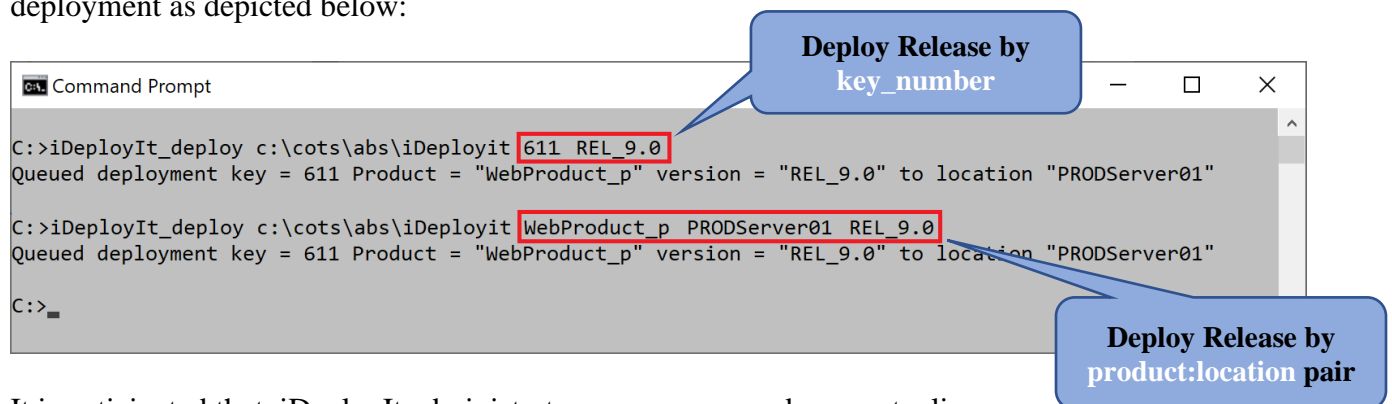 deployment as depicted below:
Deploy Release by
key_number
Command Prompt
C:>iDeployIt_deploy c:\cots\abs\iDeployit 611 REL_9.0
Queued deployment key = 611 Product = "WebProduct_p" version = "REL_9.0" to location "PRODServer01"
C:>iDeployIt_deploy c:\cots\abs\iDeployit WebProduct_p PRODServer01 REL_9.0
Queued deployment key = 611 Product = "WebProduct_p" version = "REL_9.0" to location "PRODServer01"
C:>_
Deploy Release by
product:location pair